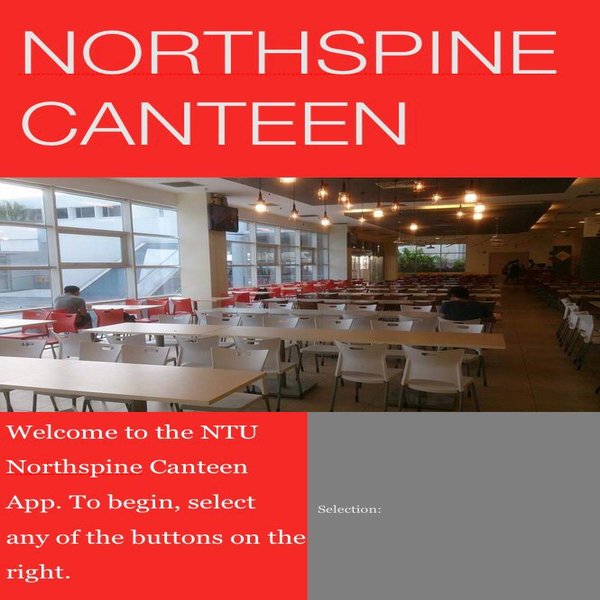 NORTHSPINE
CANTEEN
Welcome to the NTU
Northspine Canteen
App. To begin, select
any of the buttons on the
right.
Selection: